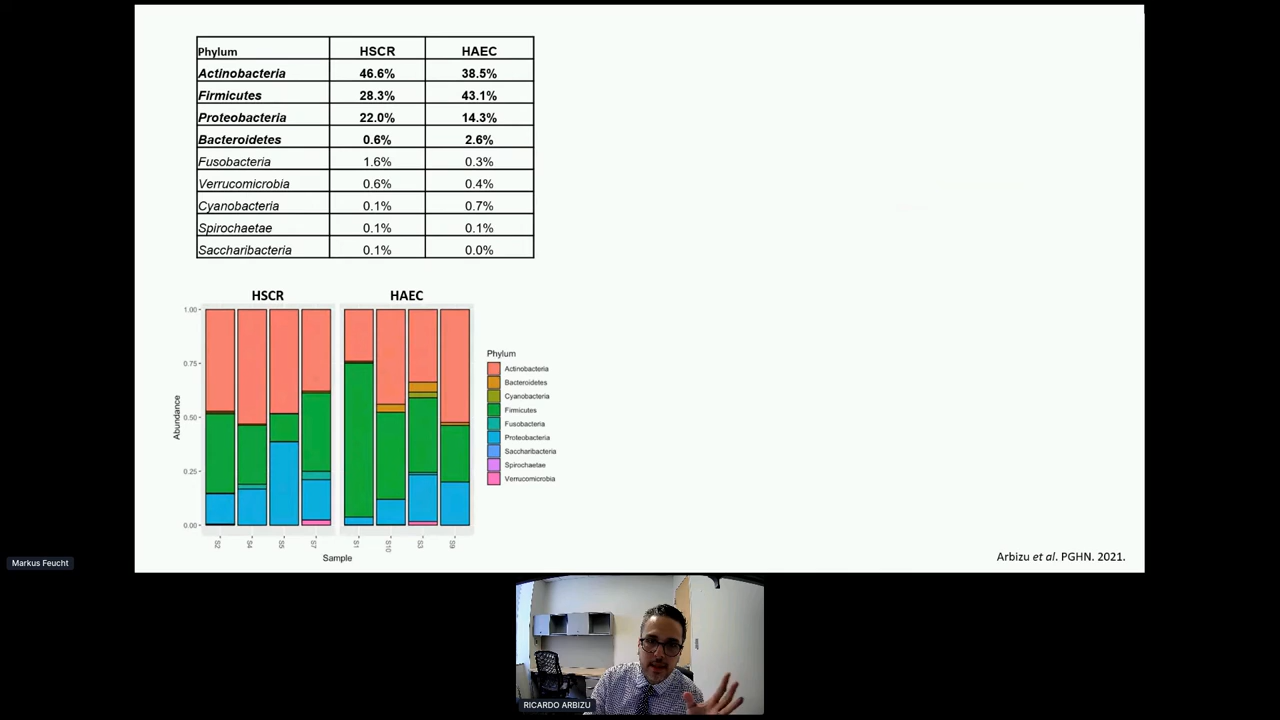 Phylum HSCR HAEC
Actinobacteria 46.6% 38.5%
Firmicutes 28.3% 43.1%
Proteobacteria 22.0% 14.3%
Bacteroidetes 0.6% 2.6%
Fusobacteria 1.6% 0.3%
Verrucomicrobia 0.6% 0.4%
Cyanobacteria 0.1% 0.7%
Spirochaetae 0.1% 0.1%
Saccharibacteria 0.1% 0.0%
HSCR HAEC
1.00
0.75
0.50
0.25
0.00
Abundance
S2 S4 S5 S7 S1 S10 S3 S9
Sample
Phylum
Actinobacteria
Bacteroidetes
Cyanobacteria
Firmicutes
Fusobacteria
Proteobacteria
Saccharibacteria
Spirochaetae
Verrucomicrobia
Arbizu et al. PGHN. 2021.
Markus Feucht
RICARDO ARBIZU